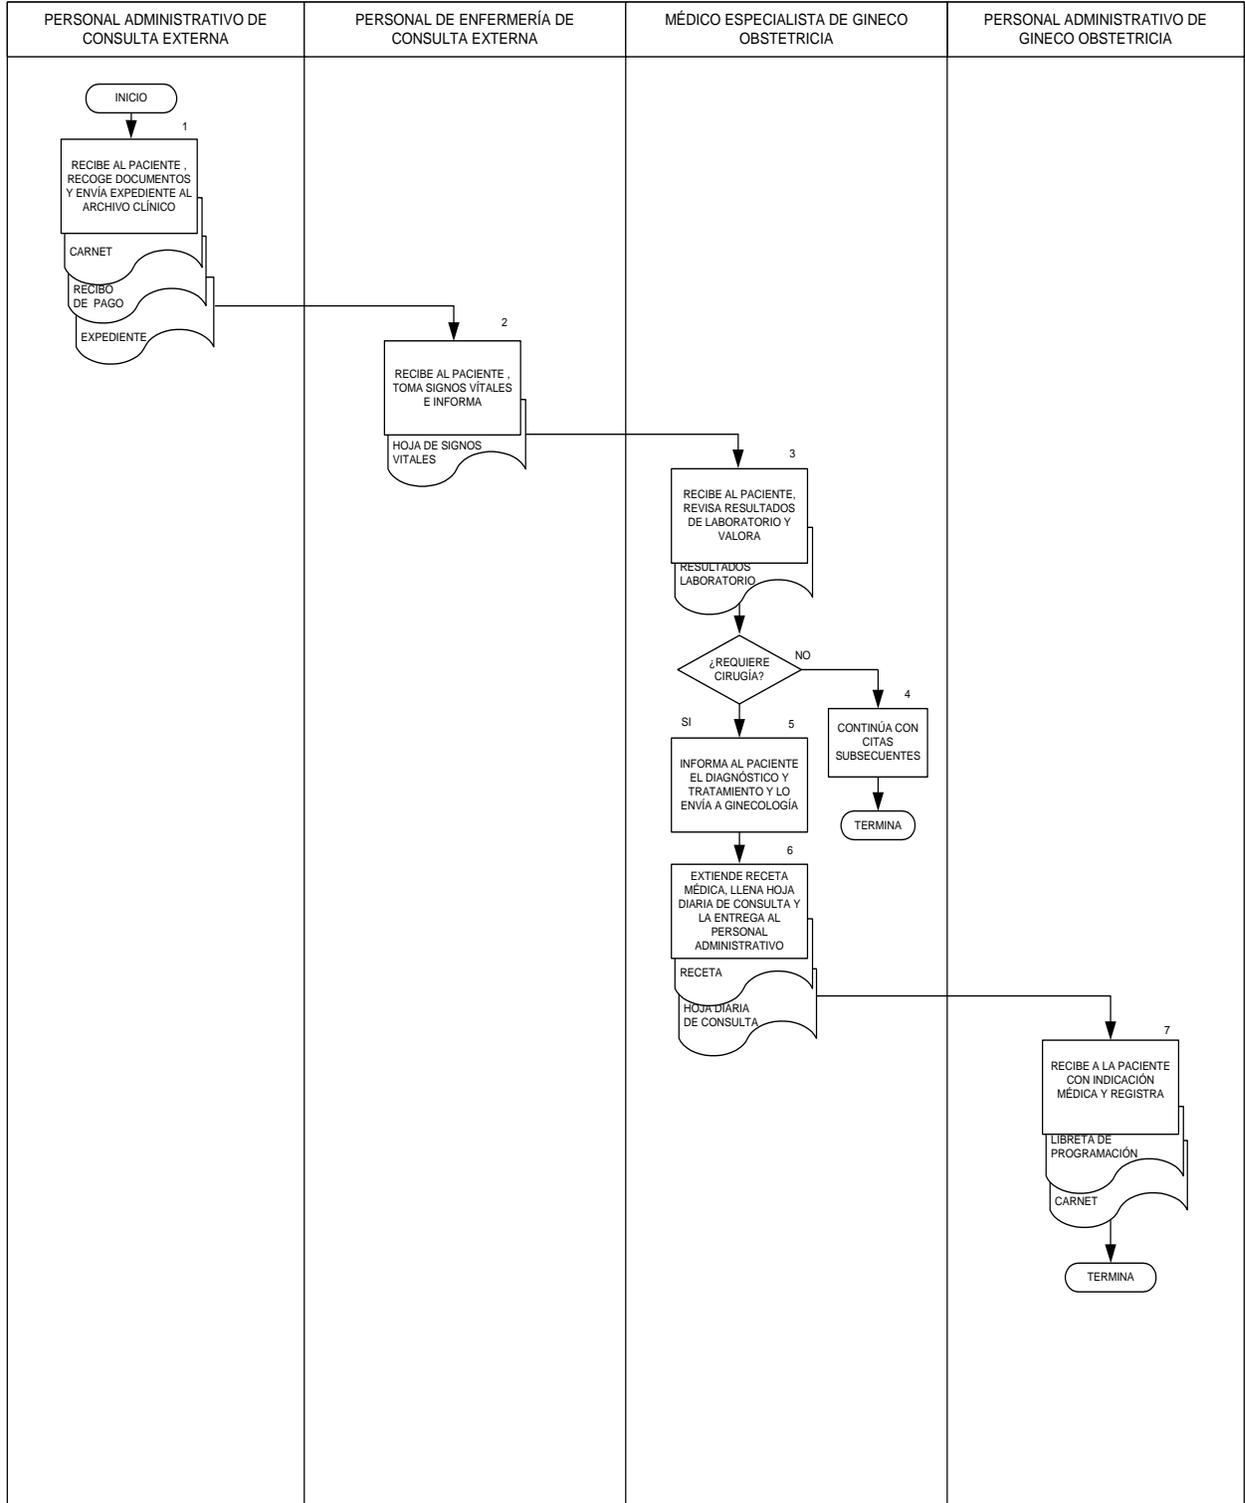 PERSONAL ADMINISTRATIVO DE
CONSULTA EXTERNA
PERSONAL DE ENFERMERÍA DE
CONSULTA EXTERNA
MÉDICO ESPECIALISTA DE GINECO
OBSTETRICIA
PERSONAL ADMINISTRATIVO DE
GINECO OBSTETRICIA
INICIO
1
RECIBE AL PACIENTE ,
RECOGE DOCUMENTOS
Y ENVÍA EXPEDIENTE AL
ARCHIVO CLÍNICO
CARNET
RECIBO
DE PAGO
EXPEDIENTE
2
RECIBE AL PACIENTE ,
TOMA SIGNOS VÍTALES
E INFORMA
HOJA DE SIGNOS
VITALES
3
RECIBE AL PACIENTE,
REVISA RESULTADOS
DE LABORATORIO Y
VALORA
RESULTADOS
LABORATORIO
¿REQUIERE
CIRUGÍA?
NO
4
CONTINÚA CON
CITAS
SUBSECUENTES
TERMINA
SI
5
INFORMA AL PACIENTE
EL DIAGNÓSTICO Y
TRATAMIENTO Y LO
ENVÍA A GINECOLOGÍA
6
EXTIENDE RECETA
MÉDICA, LLENA HOJA
DIARIA DE CONSULTA Y
LA ENTREGA AL
PERSONAL
ADMINISTRATIVO
RECETA
HOJA DIARIA
DE CONSULTA
7
RECIBE A LA PACIENTE
CON INDICACIÓN
MÉDICA Y REGISTRA
LIBRETA DE
PROGRAMACIÓN
CARNET
TERMINA